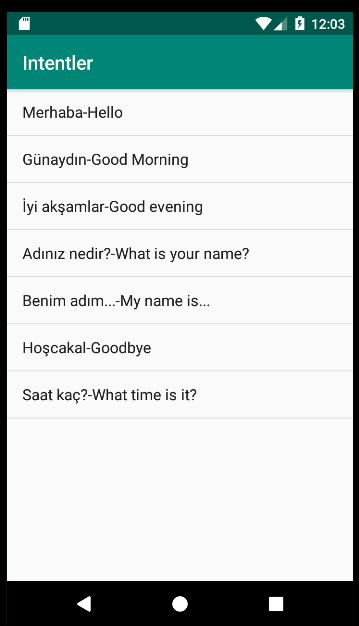 12:03
Intentler
Merhaba-Hello
Günaydın-Good Morning
İyi akşamlar-Good evening
Adınız nedir?-What is your name?
Benim adım...-My name is...
Hoşcakal-Goodbye
Saat kaç?-What time is it?